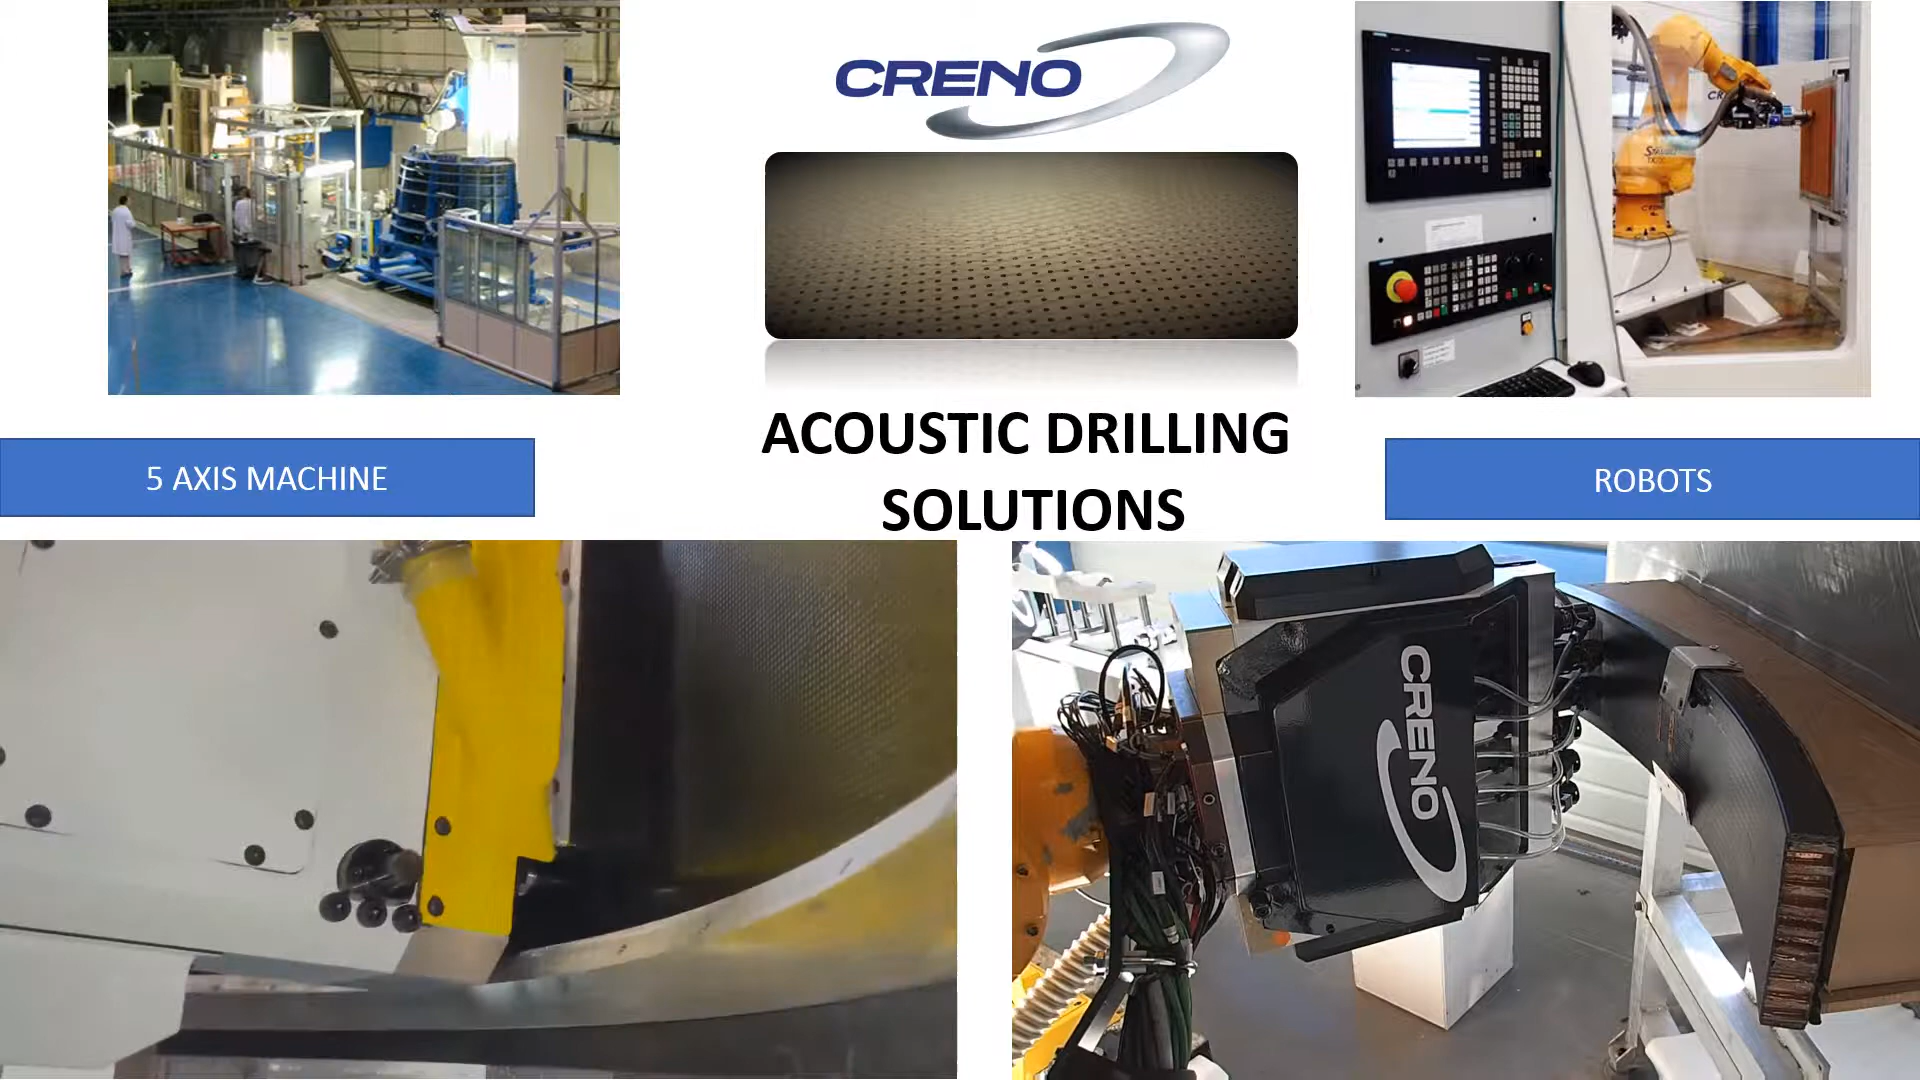 CRENO
ACOUSTIC DRILLING
SOLUTIONS
5 AXIS MACHINE
ROBOTS
CRENO